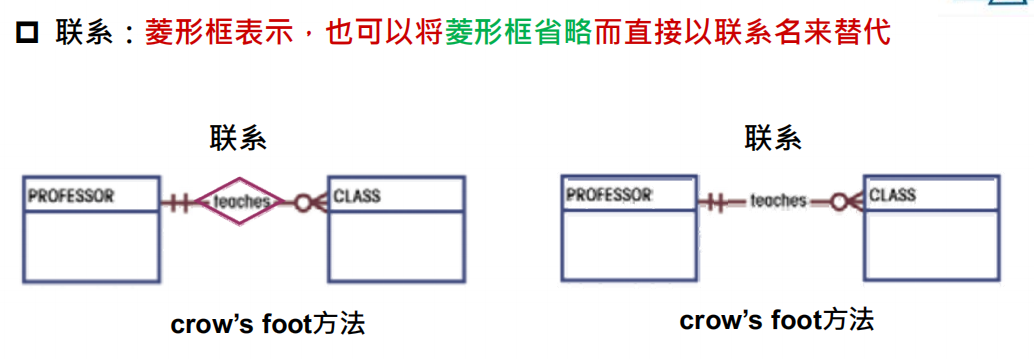 联系：菱形框表示，也可以将菱形框省略而直接以联系名来替代
联系 联系
PROFESSOR teaches CLASS PROFESSOR teaches CLASS
crow's foot方法 crow's foot方法